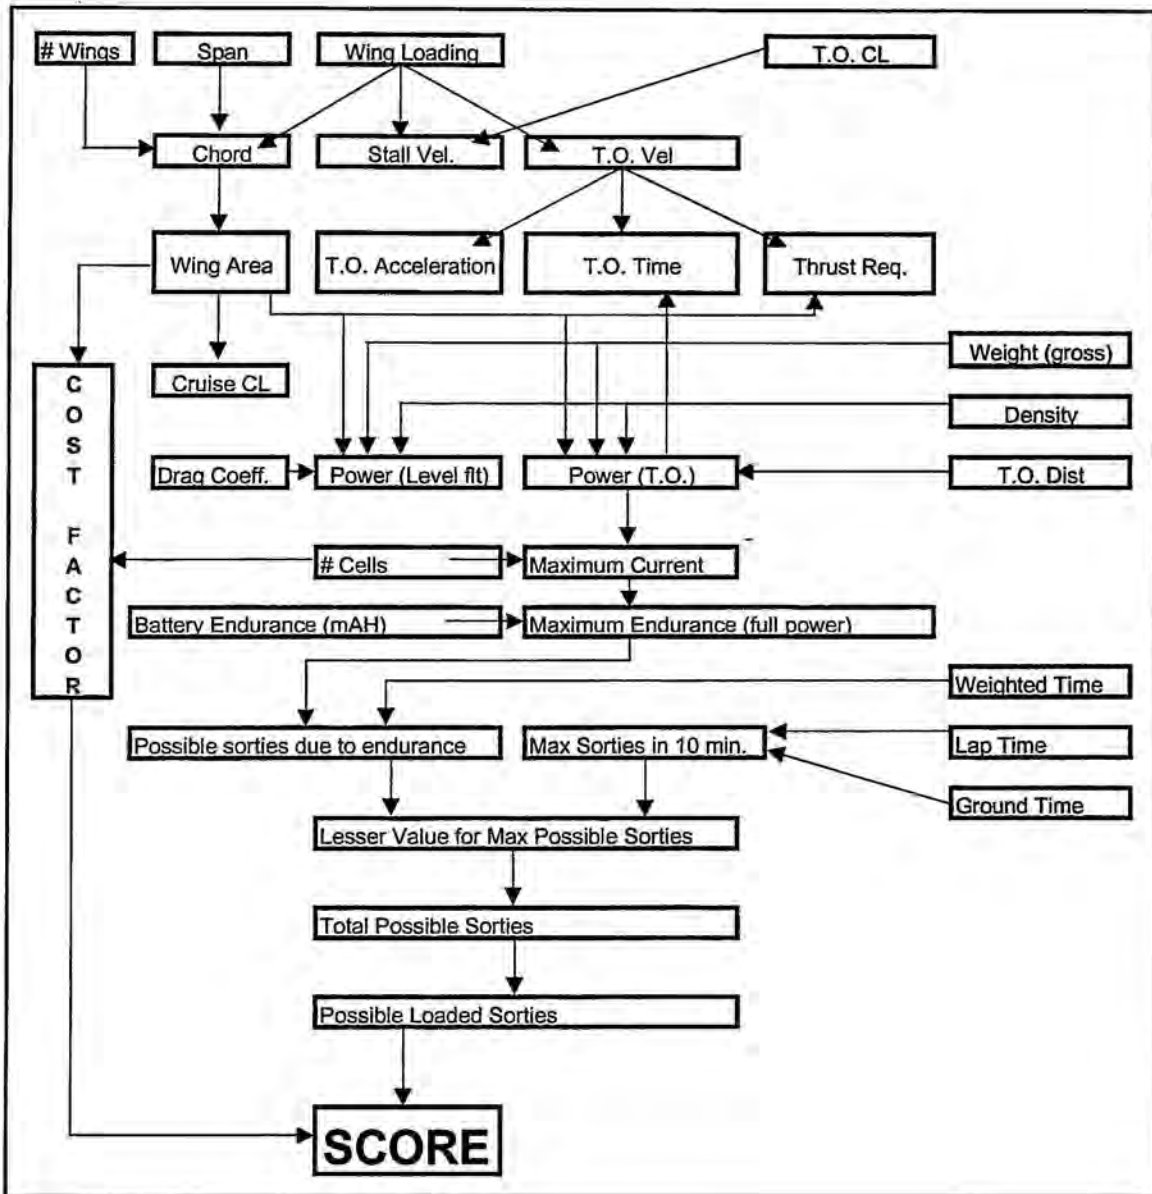 # Wings
Span
Wing Loading
T.O. CL
Chord
Stall Vel.
T.O. Vel
Wing Area
T.O. Acceleration
T.O. Time
Thrust Req.
Weight (gross)
Cruise CL
Density
COST FACTOR
Drag Coeff.
Power (Level flt)
Power (T.O.)
T.O. Dist
# Cells
Maximum Current
Battery Endurance (mAH)
Maximum Endurance (full power)
Weighted Time
Possible sorties due to endurance
Max Sorties in 10 min.
Lap Time
Ground Time
Lesser Value for Max Possible Sorties
Total Possible Sorties
Possible Loaded Sorties
SCORE